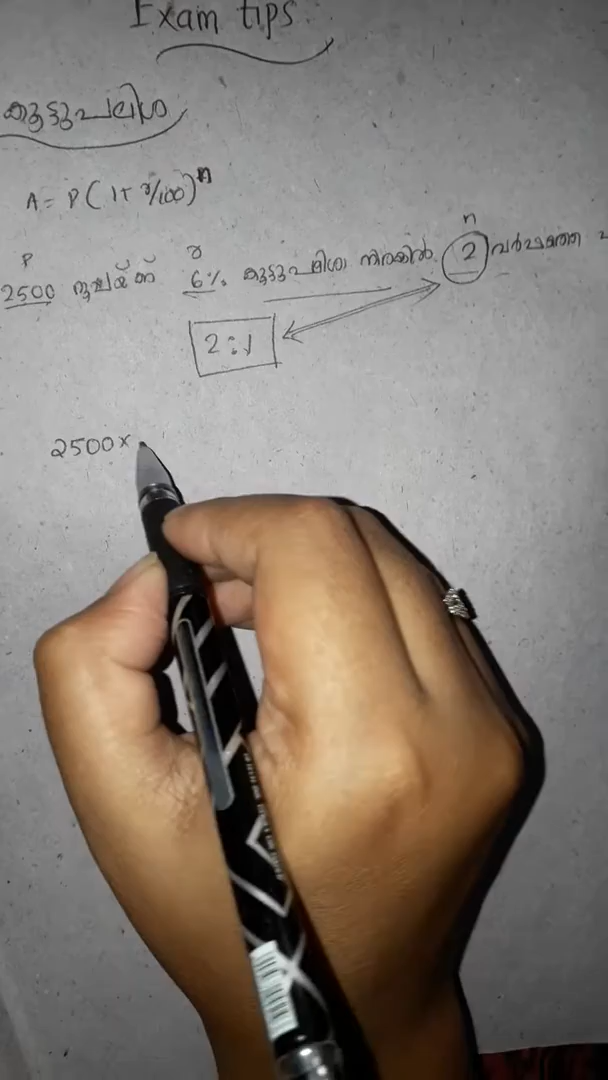 Exam tips
കൂട്ടുപലിശ
A = P(1+ r/100)ⁿ
P r n
2500 രൂപയ്ക്ക് 6% കൂട്ടുപലിശ നിരക്കിൽ 2 വർഷത്തെ
2:1
2500×